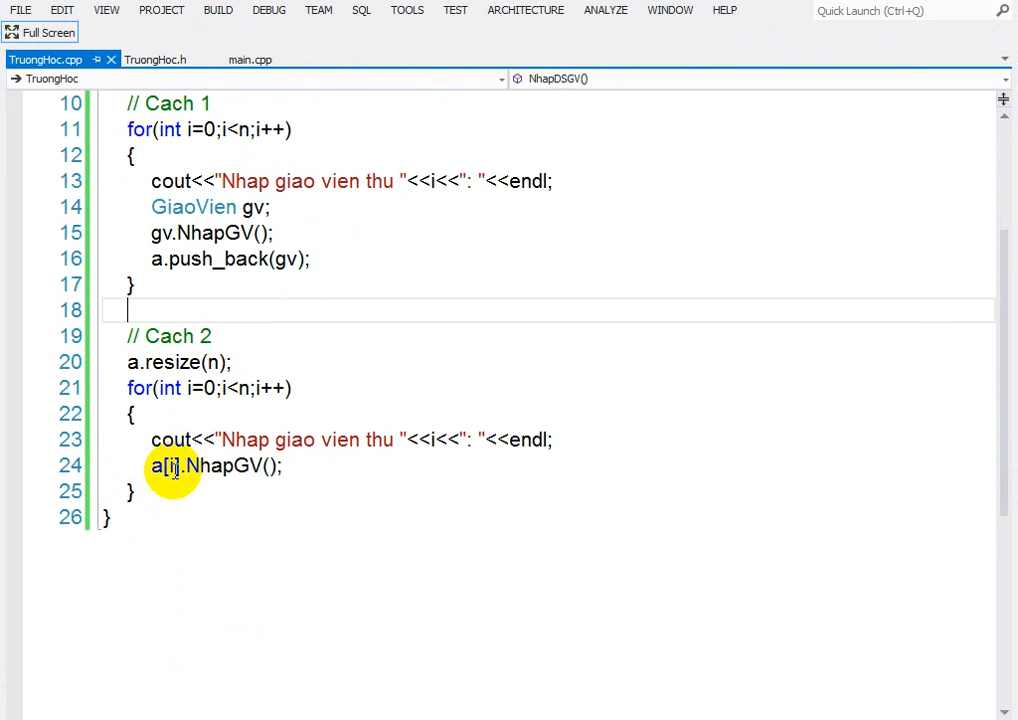 FILE EDIT VIEW PROJECT BUILD DEBUG TEAM SQL TOOLS TEST ARCHITECTURE ANALYZE WINDOW HELP Quick Launch (Ctrl+Q)
Full Screen
TruongHoc.cpp TruongHoc.h main.cpp
TruongHoc NhapDSGV()
10 // Cach 1
11 for(int i=0;i<n;i++)
12 {
13 cout<<"Nhap giao vien thu "<<i<<": "<<endl;
14 GiaoVien gv;
15 gv.NhapGV();
16 a.push_back(gv);
17 }
18
19 // Cach 2
20 a.resize(n);
21 for(int i=0;i<n;i++)
22 {
23 cout<<"Nhap giao vien thu "<<i<<": "<<endl;
24 a[i].NhapGV();
25 }
26 }